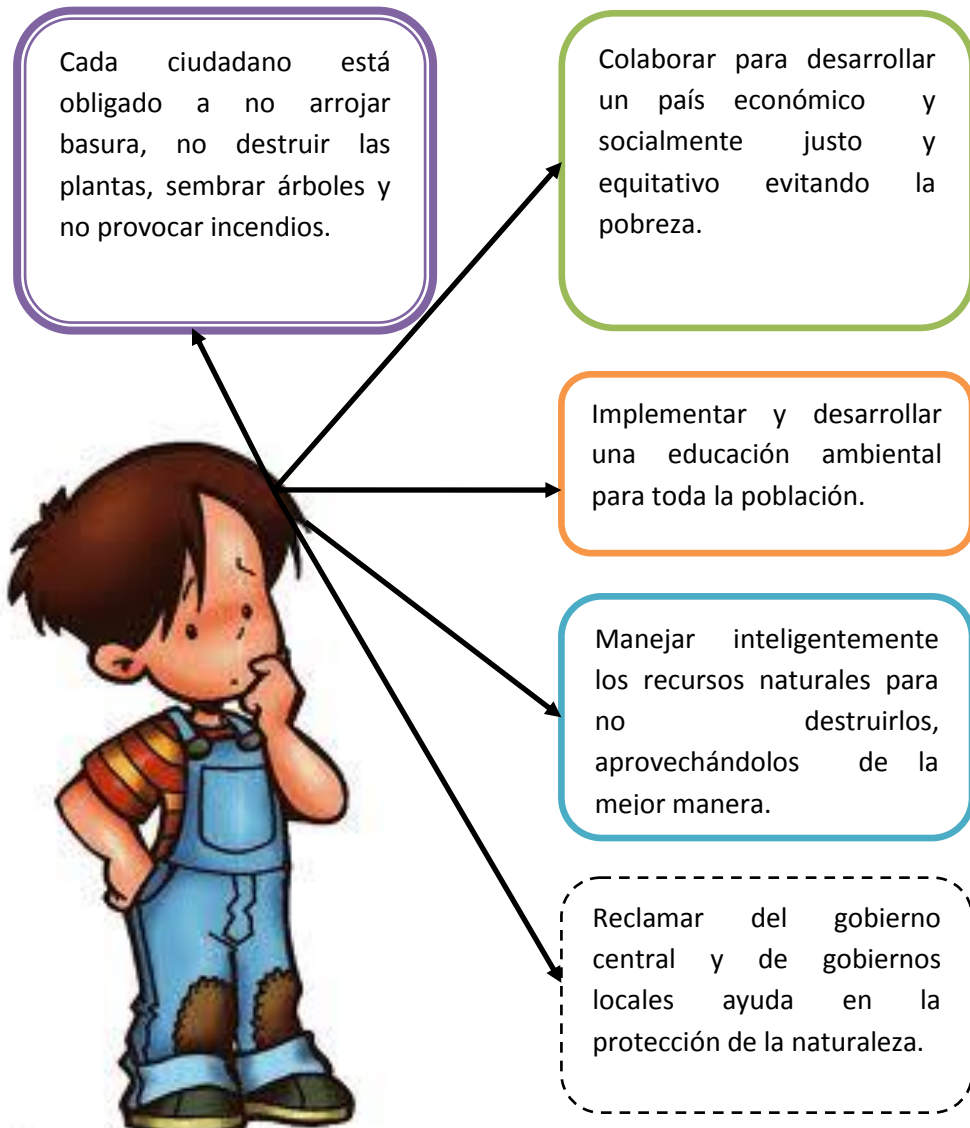 Cada ciudadano está
obligado a no arrojar
basura, no destruir las
plantas, sembrar árboles y
no provocar incendios.
Colaborar para desarrollar
un país económico y
socialmente justo y
equitativo evitando la
pobreza.
Implementar y desarrollar
una educación ambiental
para toda la población.
Manejar inteligentemente
los recursos naturales para
no destruirlos,
aprovechándolos de la
mejor manera.
Reclamar del gobierno
central y de gobiernos
locales ayuda en la
protección de la naturaleza.